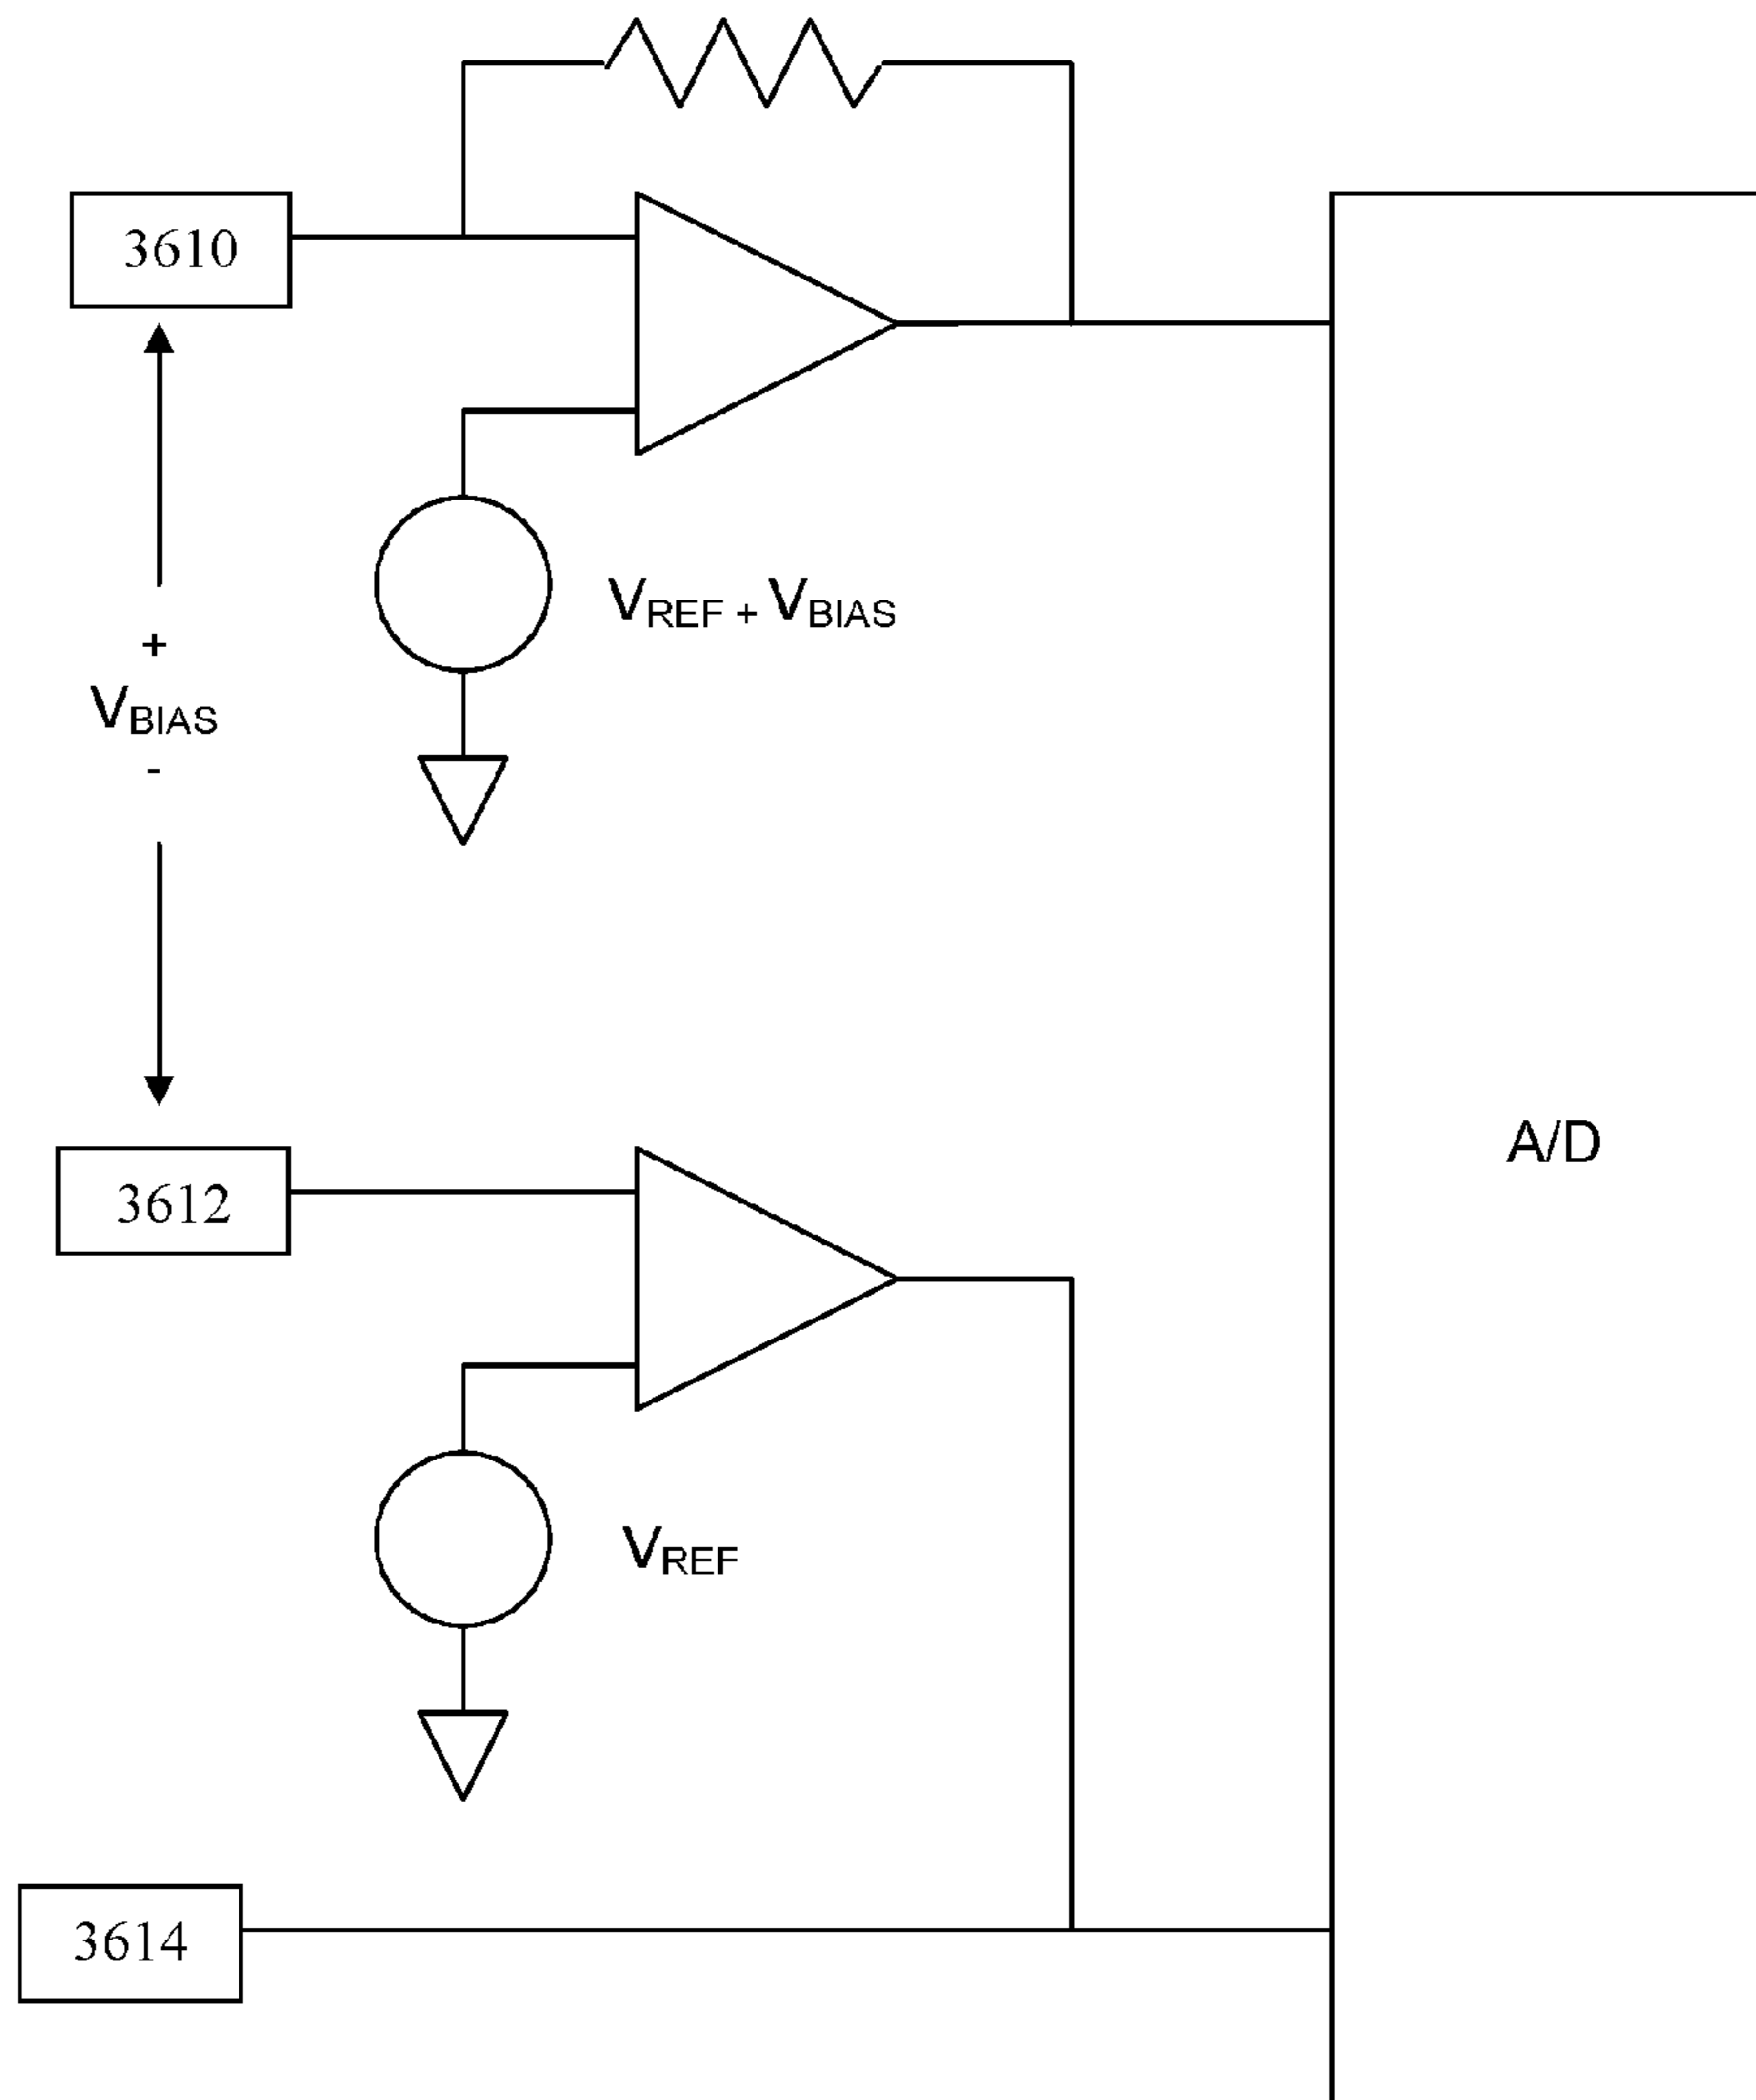 3610
VREF + VBIAS
+
VBIAS
-
A/D
3612
VREF
3614